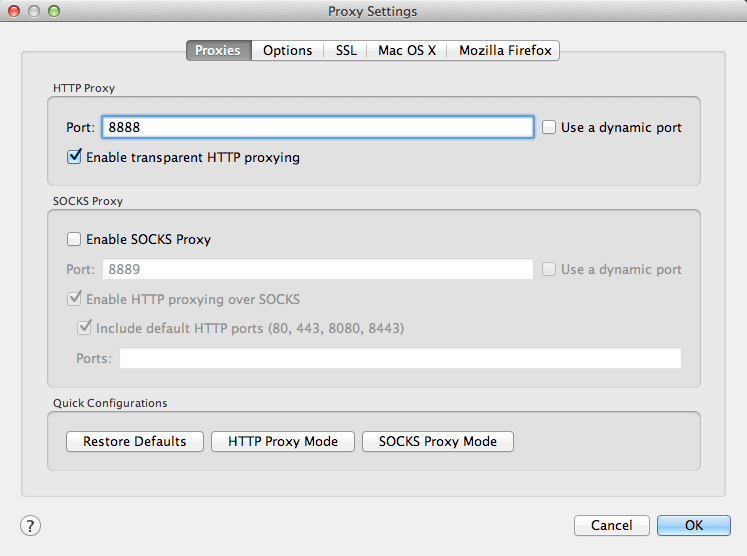 Proxy Settings
Proxies Options SSL Mac OS X Mozilla Firefox
HTTP Proxy
Port: 8888 Use a dynamic port
Enable transparent HTTP proxying
SOCKS Proxy
Enable SOCKS Proxy
Port: 8889 Use a dynamic port
Enable HTTP proxying over SOCKS
Include default HTTP ports (80, 443, 8080, 8443)
Ports:
Quick Configurations
Restore Defaults HTTP Proxy Mode SOCKS Proxy Mode
? Cancel OK